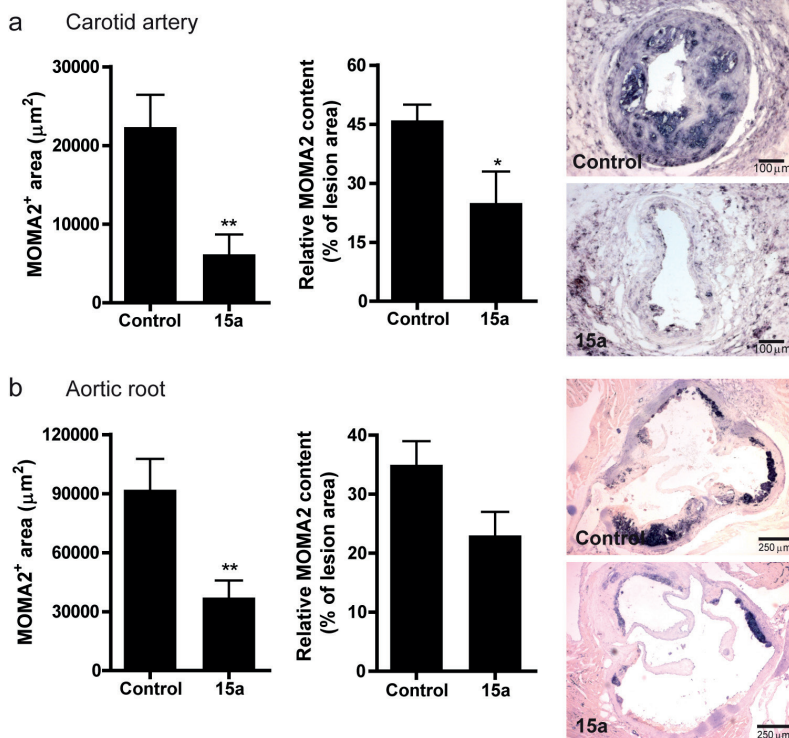 a Carotid artery
MOMA2⁺ area (μm²)
30000
20000
10000
0
**
Control 15a
Relative MOMA2 content
(% of lesion area)
60
45
30
15
0
*
Control 15a
Control
100 μm
15a
100 μm
b Aortic root
MOMA2⁺ area (μm²)
120000
90000
60000
30000
0
**
Control 15a
Relative MOMA2 content
(% of lesion area)
40
30
20
10
0
Control 15a
Control
250 μm
15a
250 μm